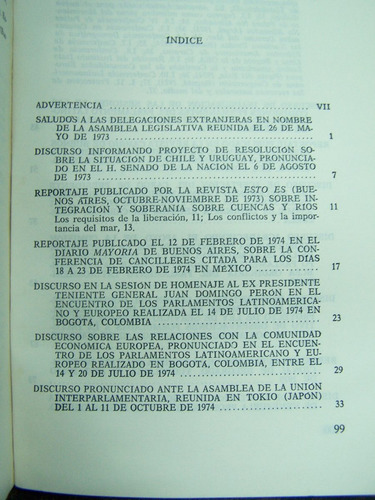 INDICE
ADVERTENCIA VII
SALUDOS A LAS DELEGACIONES EXTRANJERAS EN NOMBRE
DE LA ASAMBLEA LEGISLATIVA REUNIDA EL 26 DE MA-
YO DE 1973 1
DISCURSO INFORMANDO PROYECTO DE RESOLUCION SO-
BRE LA SITUACION DE CHILE Y URUGUAY, PRONUNCIA-
DO EN EL H. SENADO DE LA NACION EL 6 DE AGOSTO
DE 1973 7
REPORTAJE PUBLICADO POR LA REVISTA ESTO ES (BUE-
NOS AIRES, OCTUBRE-NOVIEMBRE DE 1973) SOBRE IN-
TEGRACION Y SOBERANIA SOBRE CUENCAS Y RIOS 11
Los requisitos de la liberación, 11; Los conflictos y la importan-
cia del mar, 13.
REPORTAJE PUBLICADO EL 12 DE FEBRERO DE 1974 EN EL
DIARIO MAYORIA DE BUENOS AIRES, SOBRE LA CON-
FERENCIA DE CANCILLERES CITADA PARA LOS DIAS
18 A 23 DE FEBRERO DE 1974 EN MEXICO 17
DISCURSO EN LA SESION DE HOMENAJE AL EX PRESIDENTE
TENIENTE GENERAL JUAN DOMINGO PERON EN EL
ENCUENTRO DE LOS PARLAMENTOS LATINOAMERICA-
NO Y EUROPEO REALIZADA EL 14 DE JULIO DE 1974 EN
BOGOTA, COLOMBIA 23
DISCURSO SOBRE LAS RELACIONES CON LA COMUNIDAD
ECONOMICA EUROPEA, PRONUNCIADO EN EL ENCUEN-
TRO DE LOS PARLAMENTOS LATINOAMERICANO Y EU-
ROPEO REALIZADO EN BOGOTA, COLOMBIA, ENTRE EL
14 Y 20 DE JULIO DE 1974 29
DISCURSO PRONUNCIADO ANTE LA ASAMBLEA DE LA UNION
INTERPARLAMENTARIA, REUNIDA EN TOKIO (JAPON)
DEL 1 AL 11 DE OCTUBRE DE 1974 33
99